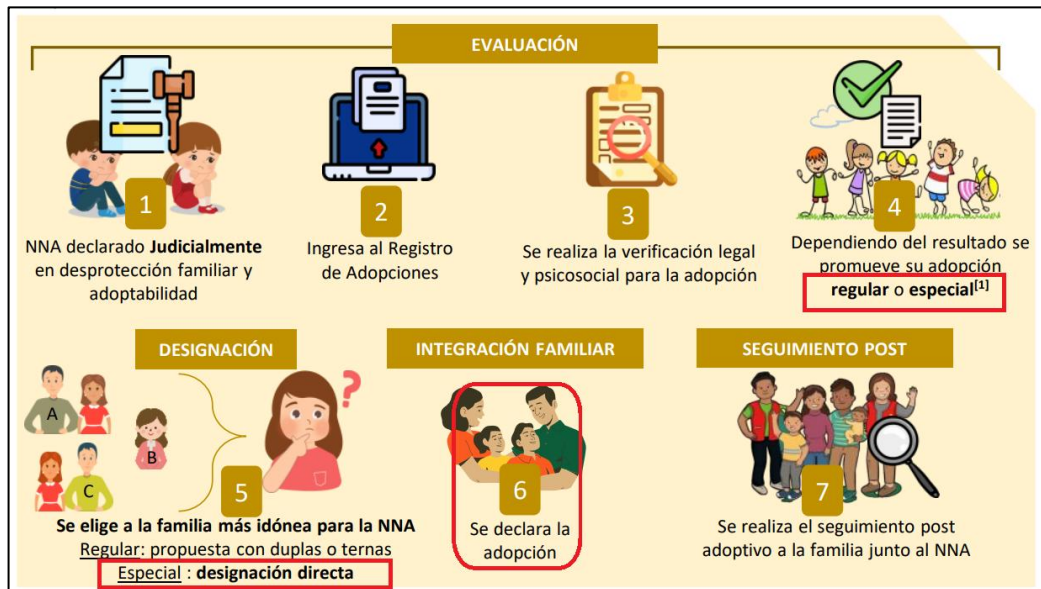 EVALUACIÓN
1
NNA declarado Judicialmente
en desprotección familiar y
adoptabilidad
2
Ingresa al Registro
de Adopciones
3
Se realiza la verificación legal
y psicosocial para la adopción
4
Dependiendo del resultado se
promueve su adopción
regular o especial[1]
DESIGNACIÓN
A
B
C
?
5
Se elige a la familia más idónea para la NNA
Regular: propuesta con duplas o ternas
Especial : designación directa
INTEGRACIÓN FAMILIAR
6
Se declara la
adopción
SEGUIMIENTO POST
7
Se realiza el seguimiento post
adoptivo a la familia junto al NNA